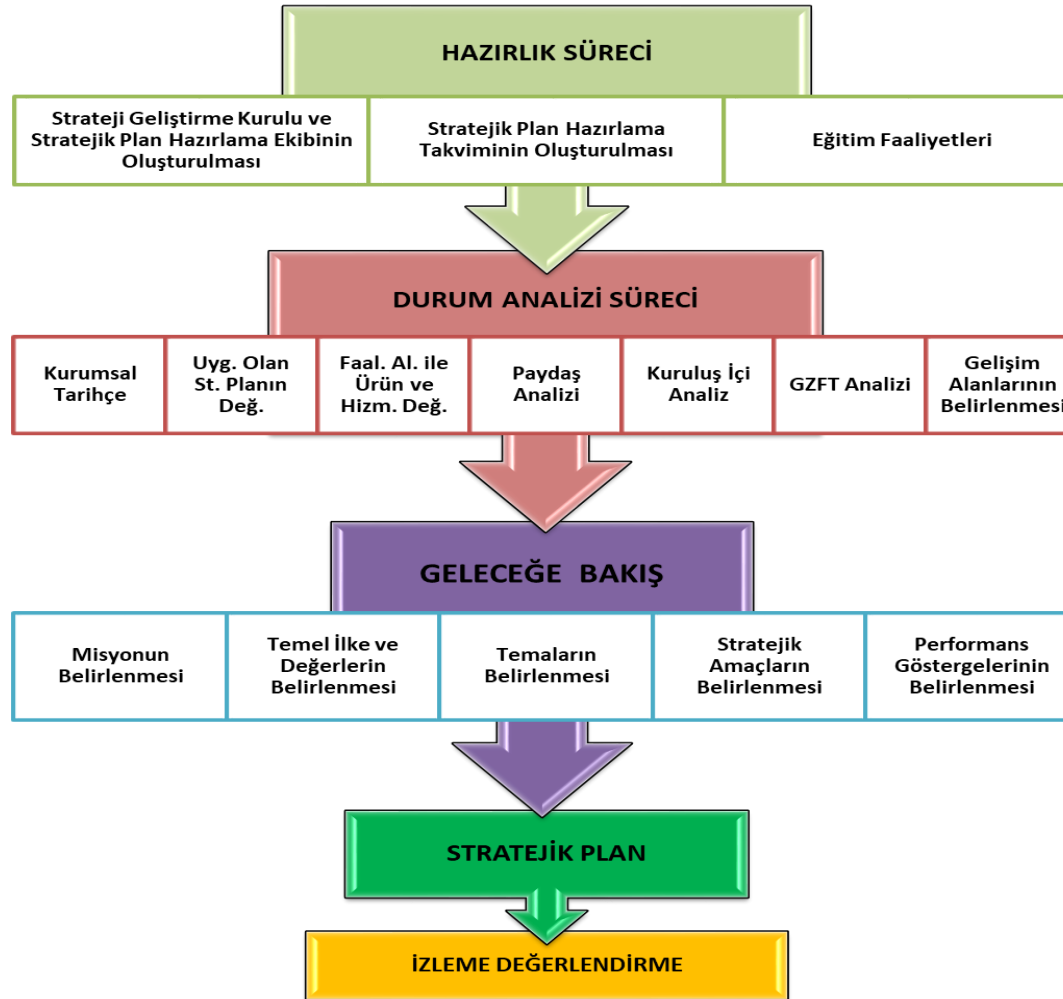 HAZIRLIK SÜRECİ
Strateji Geliştirme Kurulu ve
Stratejik Plan Hazırlama Ekibinin
Oluşturulması
Stratejik Plan Hazırlama
Takviminin Oluşturulması
Eğitim Faaliyetleri
DURUM ANALİZİ SÜRECİ
Kurumsal
Tarihçe
Uyg. Olan
St. Planın
Değ.
Faal. Al. ile
Ürün ve
Hizm. Değ.
Paydaş
Analizi
Kuruluş İçi
Analiz
GZFT Analizi
Gelişim
Alanlarının
Belirlenmesi
GELECEĞE BAKIŞ
Misyonun
Belirlenmesi
Temel İlke ve
Değerlerin
Belirlenmesi
Temaların
Belirlenmesi
Stratejik
Amaçların
Belirlenmesi
Performans
Göstergelerinin
Belirlenmesi
STRATEJİK PLAN
İZLEME DEĞERLENDİRME